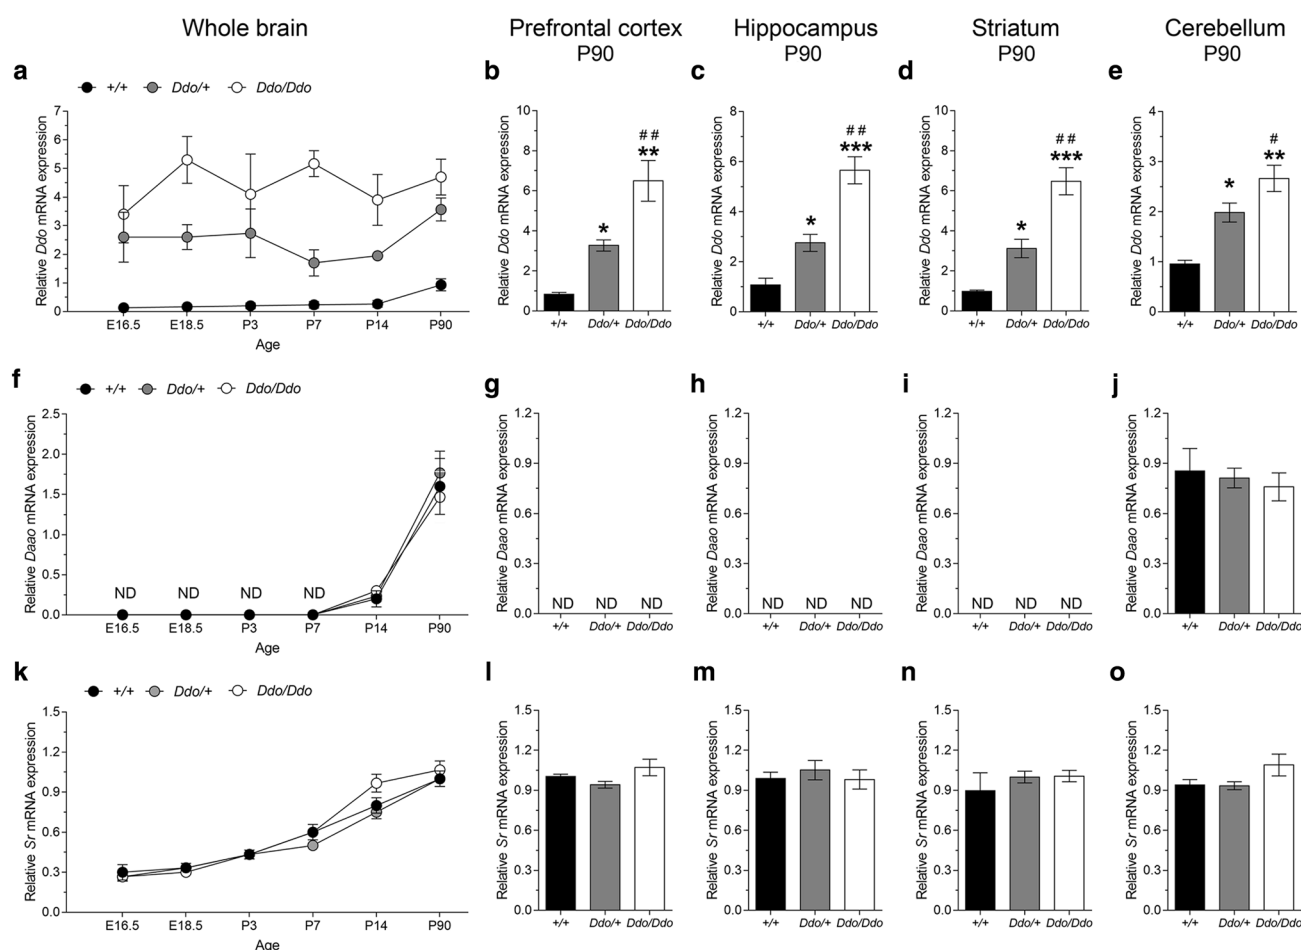 Whole brain
Prefrontal cortex
P90
Hippocampus
P90
Striatum
P90
Cerebellum
P90
a
+/+ Ddo/+ Ddo/Ddo
Relative Ddo mRNA expression
7
6
5
4
3
2
1
0
E16.5 E18.5 P3 P7 P14 P90
Age
b
Relative Ddo mRNA expression
10
8
6
4
2
0
*
# #
**
+/+ Ddo/+ Ddo/Ddo
c
Relative Ddo mRNA expression
8
6
4
2
0
*
# #
***
+/+ Ddo/+ Ddo/Ddo
d
Relative Ddo mRNA expression
10
8
6
4
2
0
*
# #
***
+/+ Ddo/+ Ddo/Ddo
e
Relative Ddo mRNA expression
4
3
2
1
0
*
#
**
+/+ Ddo/+ Ddo/Ddo
f
+/+ Ddo/+ Ddo/Ddo
Relative Daao mRNA expression
2.5
2.0
1.5
1.0
0.5
0.0
ND ND ND ND
E16.5 E18.5 P3 P7 P14 P90
Age
g
Relative Daao mRNA expression
1.2
0.9
0.6
0.3
0.0
ND ND ND
+/+ Ddo/+ Ddo/Ddo
h
Relative Daao mRNA expression
1.2
0.9
0.6
0.3
0.0
ND ND ND
+/+ Ddo/+ Ddo/Ddo
i
Relative Daao mRNA expression
1.2
0.9
0.6
0.3
0.0
ND ND ND
+/+ Ddo/+ Ddo/Ddo
j
Relative Daao mRNA expression
1.2
0.9
0.6
0.3
0.0
+/+ Ddo/+ Ddo/Ddo
k
+/+ Ddo/+ Ddo/Ddo
Relative Sr mRNA expression
1.5
1.2
0.9
0.6
0.3
0.0
E16.5 E18.5 P3 P7 P14 P90
Age
l
Relative Sr mRNA expression
1.5
1.2
0.9
0.6
0.3
0.0
+/+ Ddo/+ Ddo/Ddo
m
Relative Sr mRNA expression
1.5
1.2
0.9
0.6
0.3
0.0
+/+ Ddo/+ Ddo/Ddo
n
Relative Sr mRNA expression
1.5
1.2
0.9
0.6
0.3
0.0
+/+ Ddo/+ Ddo/Ddo
o
Relative Sr mRNA expression
1.5
1.2
0.9
0.6
0.3
0.0
+/+ Ddo/+ Ddo/Ddo